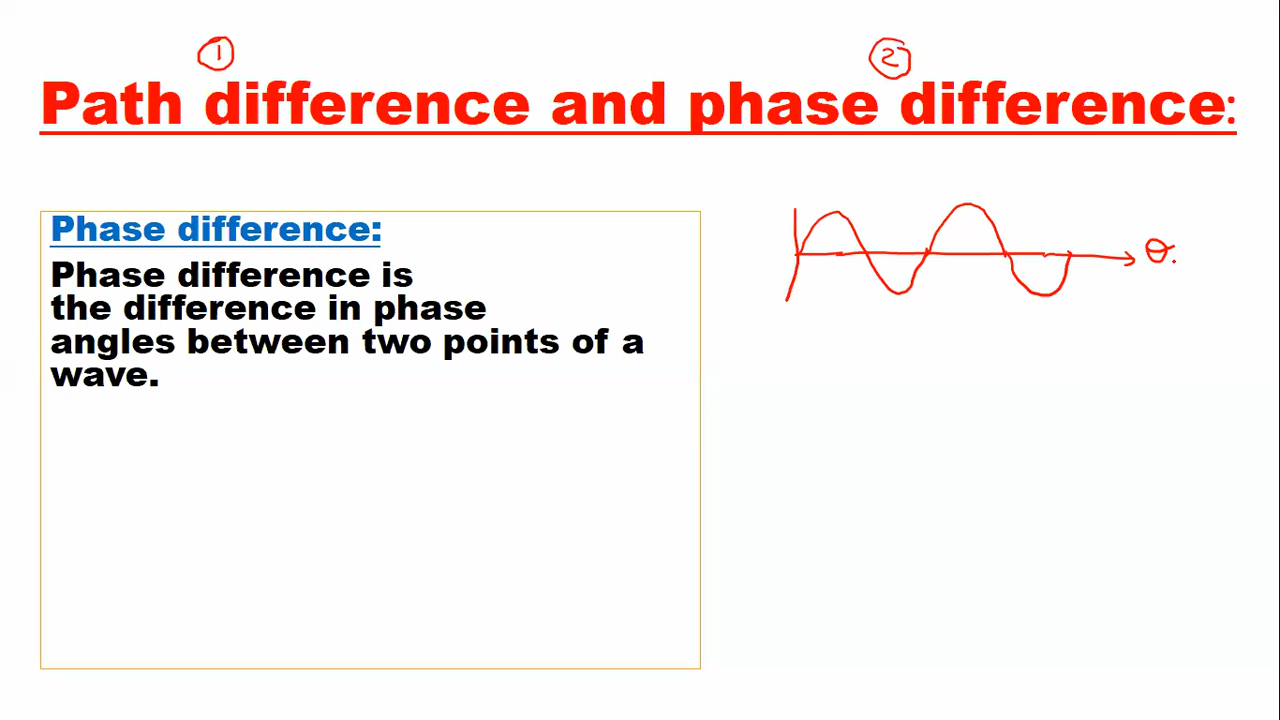 ① ②
Path difference and phase difference:
Phase difference:
Phase difference is
the difference in phase
angles between two points of a
wave.
θ.